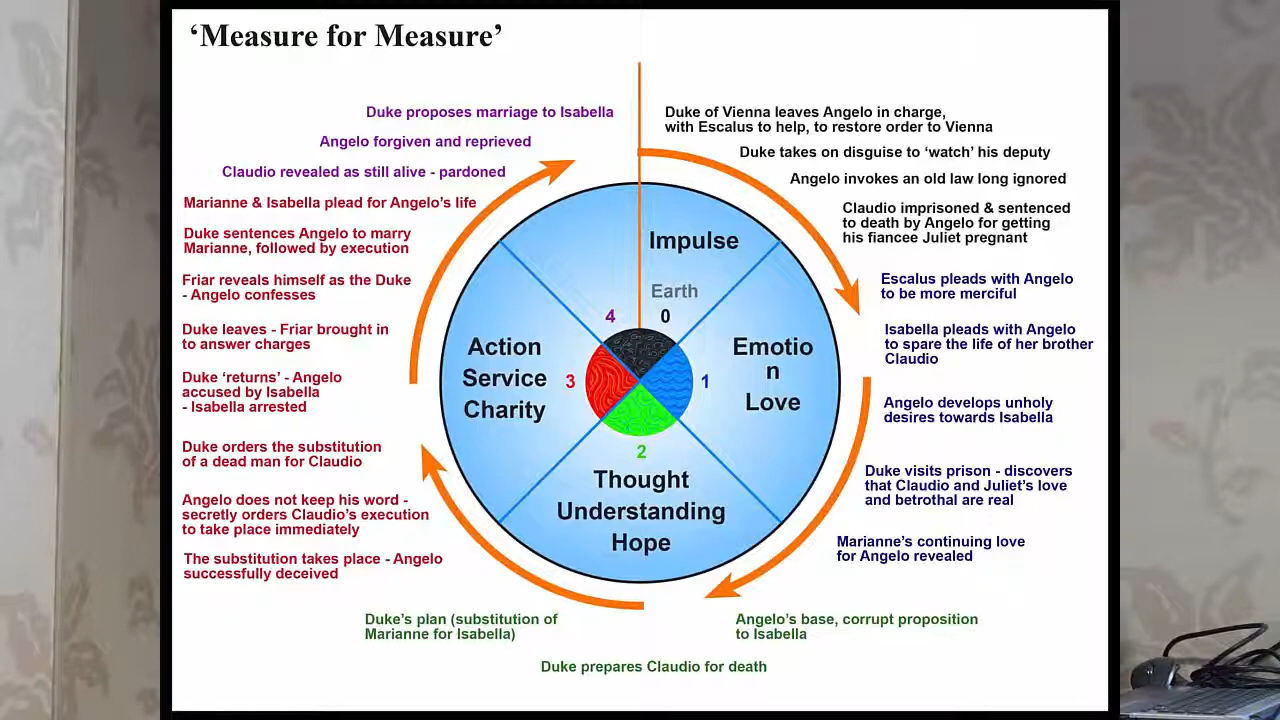 ‘Measure for Measure’
Duke of Vienna leaves Angelo in charge,
with Escalus to help, to restore order to Vienna
Duke takes on disguise to ‘watch’ his deputy
Angelo invokes an old law long ignored
Claudio imprisoned & sentenced
to death by Angelo for getting
his fiancee Juliet pregnant
Escalus pleads with Angelo
to be more merciful
Isabella pleads with Angelo
to spare the life of her brother
Claudio
Angelo develops unholy
desires towards Isabella
Duke visits prison - discovers
that Claudio and Juliet’s love
and betrothal are real
Marianne’s continuing love
for Angelo revealed
Angelo’s base, corrupt proposition
to Isabella
Duke prepares Claudio for death
Duke’s plan (substitution of
Marianne for Isabella)
The substitution takes place - Angelo
successfully deceived
Angelo does not keep his word -
secretly orders Claudio’s execution
to take place immediately
Duke orders the substitution
of a dead man for Claudio
Duke ‘returns’ - Angelo
accused by Isabella
- Isabella arrested
Duke leaves - Friar brought in
to answer charges
Friar reveals himself as the Duke
- Angelo confesses
Duke sentences Angelo to marry
Marianne, followed by execution
Marianne & Isabella plead for Angelo’s life
Claudio revealed as still alive - pardoned
Angelo forgiven and reprieved
Duke proposes marriage to Isabella
Impulse
Earth
4
0
Emotio
n
Love
1
2
Thought
Understanding
Hope
3
Action
Service
Charity